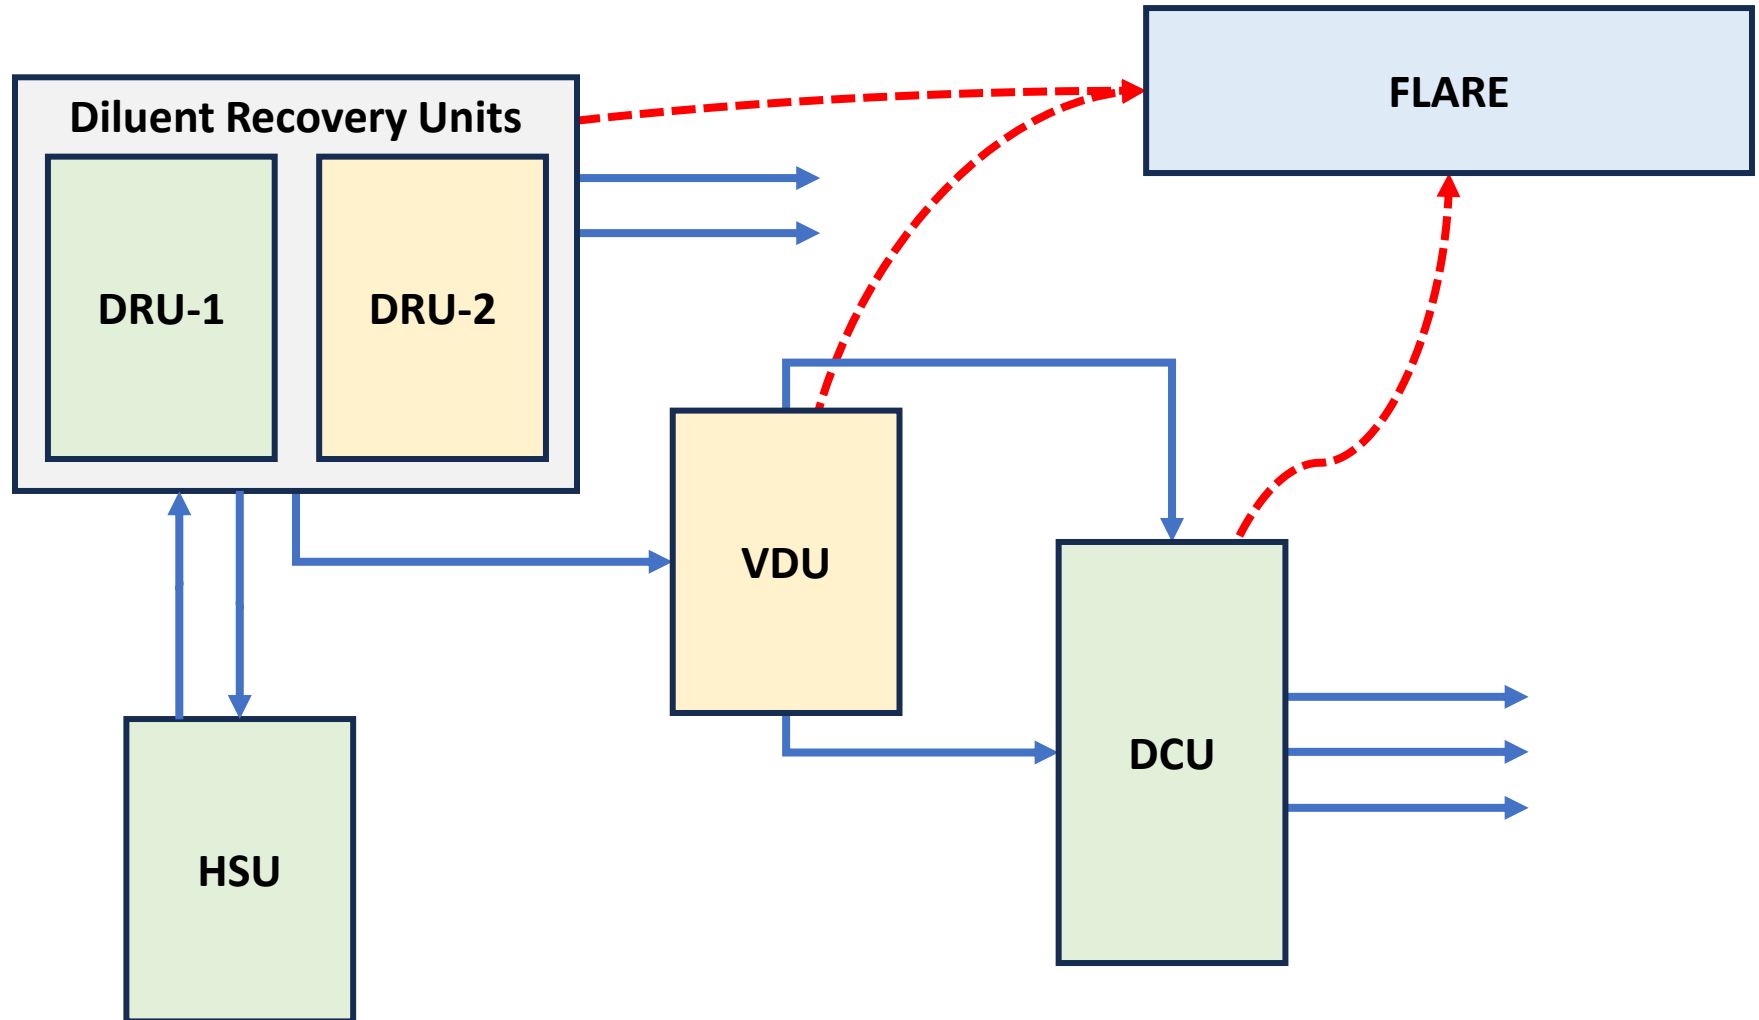 FLARE
Diluent Recovery Units
DRU-1
DRU-2
VDU
DCU
HSU